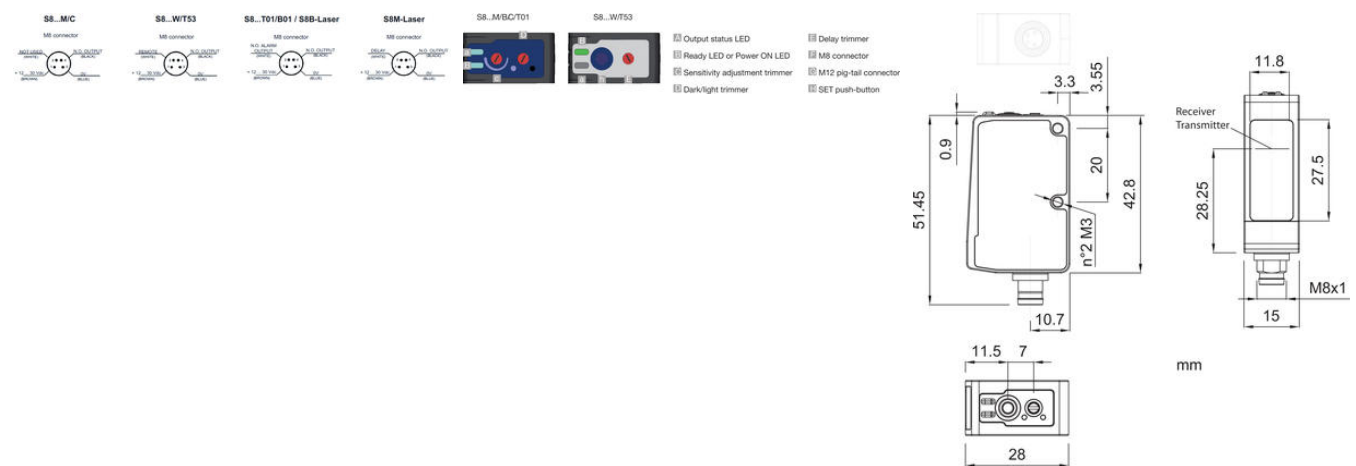 S8...M/C
M8 connector
NOT USED
(WHITE)
N.O. OUTPUT
(BLACK)
+ 12 ... 30 Vdc
(BROWN)
0V
(BLUE)
S8...W/T53
M8 connector
REMOTE
(WHITE)
N.O. OUTPUT
(BLACK)
+ 12 ... 30 Vdc
(BROWN)
0V
(BLUE)
S8...T01/B01 / S8B-Laser
M8 connector
N.O. ALARM
OUTPUT
(WHITE)
N.O. OUTPUT
(BLACK)
+ 12 ... 30 Vdc
(BROWN)
0V
(BLUE)
S8M-Laser
M8 connector
DELAY
(WHITE)
N.O. OUTPUT
(BLACK)
+ 12 ... 30 Vdc
(BROWN)
0V
(BLUE)
S8...M/B/C/T01
S8...W/T53
Output status LED
Ready LED or Power ON LED
Sensitivity adjustment trimmer
Dark/light trimmer
Delay trimmer
M8 connector
M12 pig-tail connector
SET push-button
3.3
3.55
0.9
51.45
20
42.8
n°2 M3
10.7
11.8
Receiver
Transmitter
28.25
27.5
M8x1
15
11.5
7
28
mm